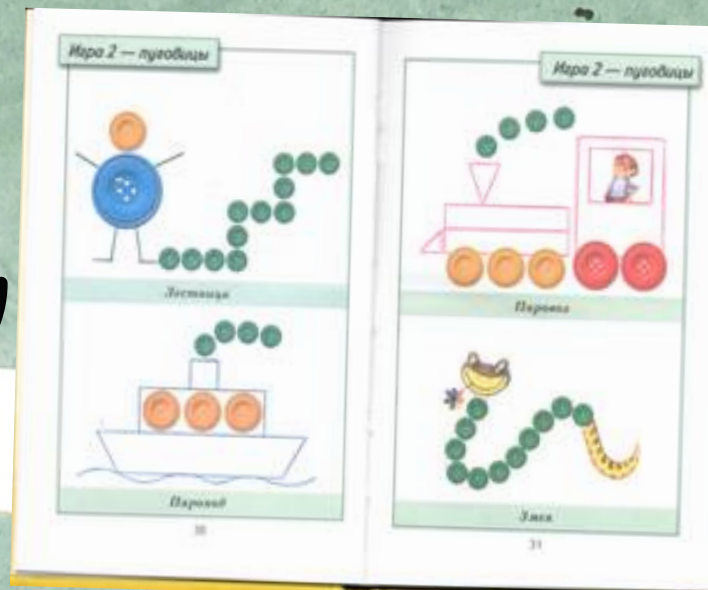 Игра 2 — пуговицы
Лестница
Пароход
30
Игра 2 — пуговицы
Паровоз
Змея
31